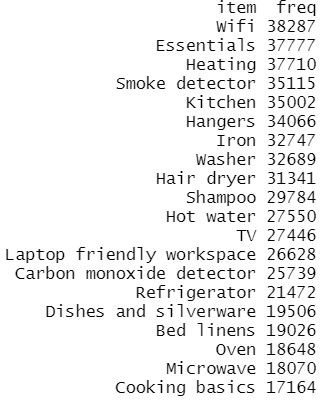 item freq
Wifi 38287
Essentials 37777
Heating 37710
Smoke detector 35115
Kitchen 35002
Hangers 34066
Iron 32747
Washer 32689
Hair dryer 31341
Shampoo 29784
Hot water 27550
TV 27446
Laptop friendly workspace 26628
Carbon monoxide detector 25739
Refrigerator 21472
Dishes and silverware 19506
Bed linens 19026
Oven 18648
Microwave 18070
Cooking basics 17164